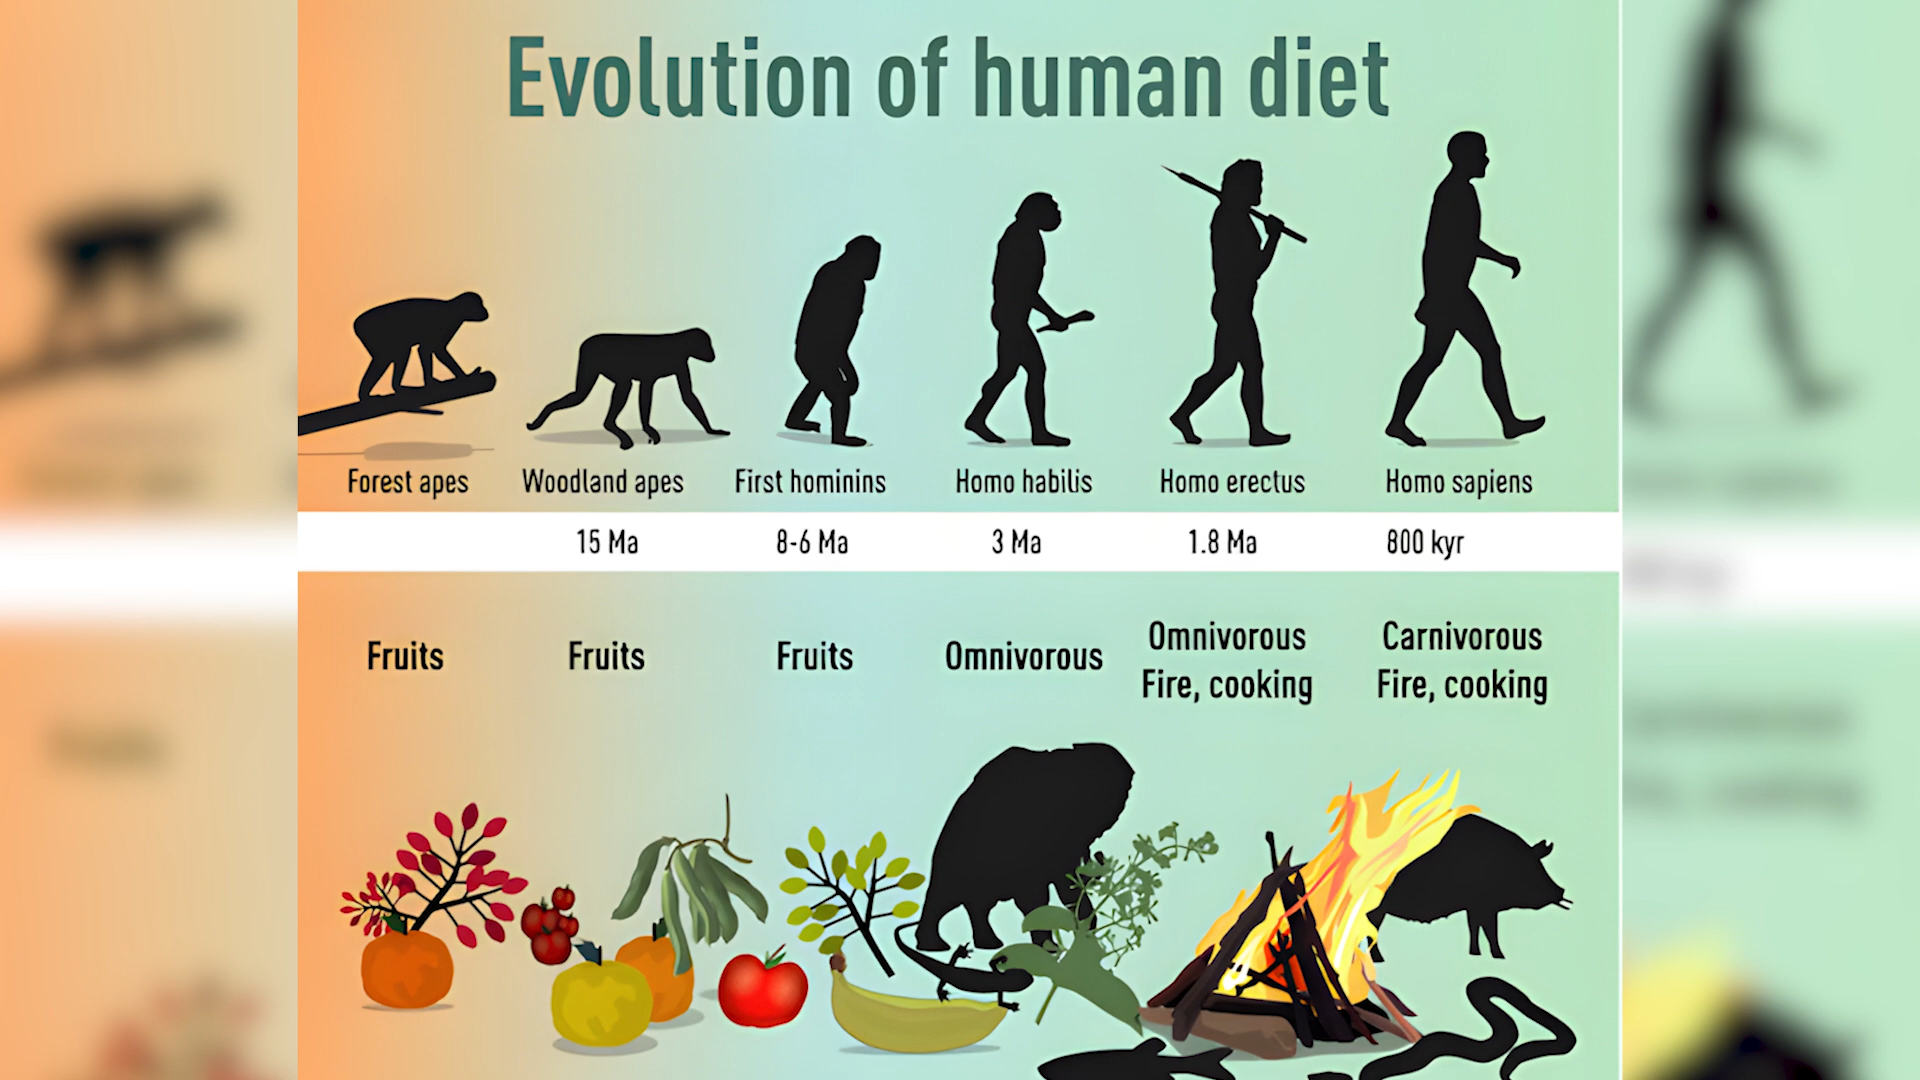 Evolution of human diet
Forest apes
Woodland apes
First hominins
Homo habilis
Homo erectus
Homo sapiens
15 Ma
8-6 Ma
3 Ma
1.8 Ma
800 kyr
Fruits
Fruits
Fruits
Omnivorous
Omnivorous
Fire, cooking
Carnivorous
Fire, cooking